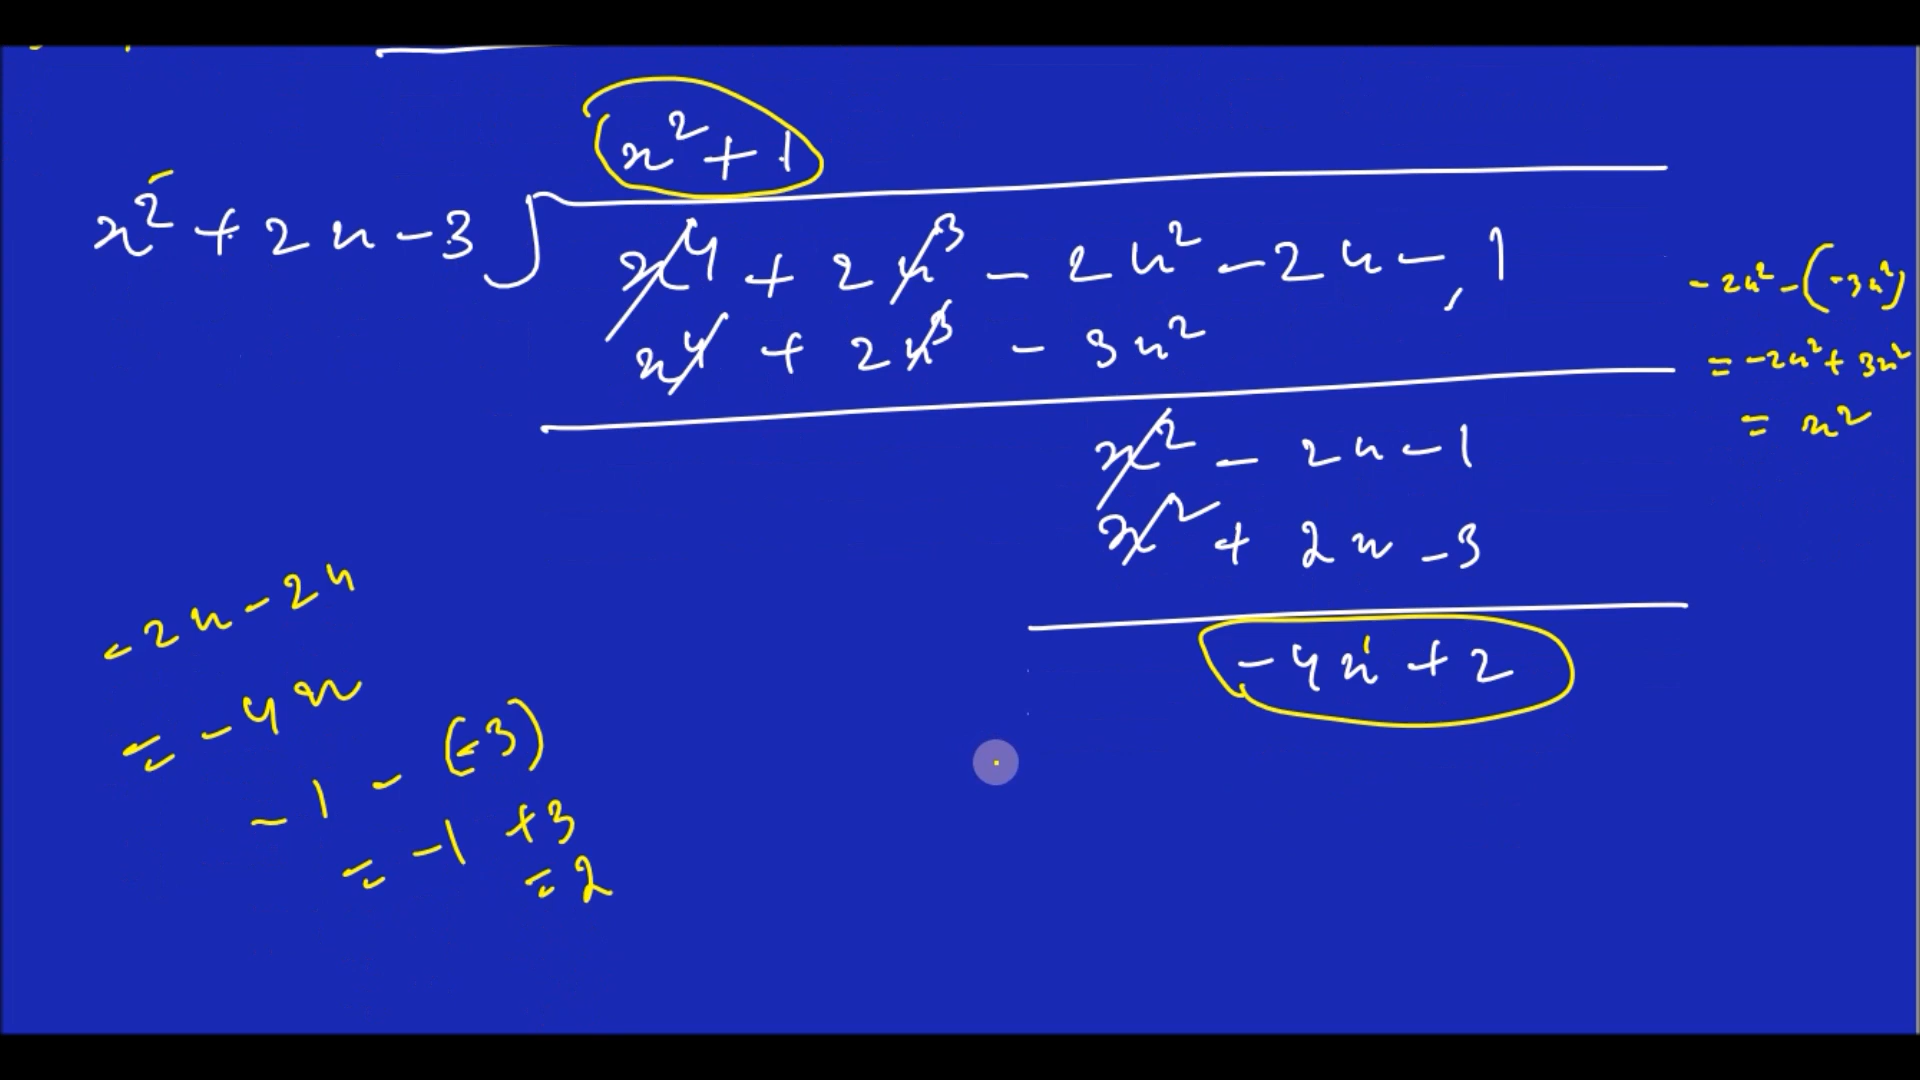 x² + 1
x² + 2x - 3 ) x⁴ + 2x³ - 2x² - 2x - 1
x⁴ + 2x³ - 3x²
x² - 2x - 1
x² + 2x - 3
-4x + 2
-2x² - (-3x²)
= -2x² + 3x²
= x²
-2x - 2x
= -4x
-1 - (-3)
= -1 + 3
= 2